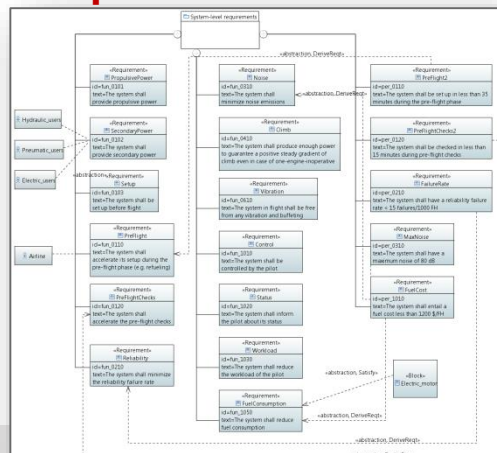 System-level requirements
«abstraction, DeriveReqt»
«Requirement»
PropulsivePower
id=fun_0101
text=The system shall
provide propulsive power
«Requirement»
SecondaryPower
id=fun_0102
text=The system shall
provide secondary power
«abstraction»
«Requirement»
Setup
id=fun_0103
text=The system shall be
set up before flight
«Requirement»
PreFlight
id=fun_0110
text=The system shall
accelerate its setup during the
pre-flight phase (e.g. refueling)
«Requirement»
PreFlightChecks
id=fun_0120
text=The system shall
accelerate the pre-flight checks
«Requirement»
Reliability
id=fun_0210
text=The system shall minimize
the reliability failure rate
Hydraulic_users
Pneumatic_users
Electric_users
Airline
«Requirement»
Noise
id=fun_0310
text=The system shall
minimize noise emissions
«abstraction, DeriveReqt»
«Requirement»
Climb
id=fun_0410
text=The system shall produce enough power
to guarantee a positive steady gradient of
climb even in case of one-engine-inoperative
«Requirement»
Vibration
id=fun_0610
text=The system in flight shall be free
from any vibration and buffeting
«Requirement»
Control
id=fun_1010
text=The system shall be
controlled by the pilot
«Requirement»
Status
id=fun_1020
text=The system shall inform
the pilot about its status
«Requirement»
Workload
id=fun_1030
text=The system shall reduce
the workload of the pilot
«Requirement»
FuelConsumption
id=fun_1050
text=The system shall reduce
fuel consumption
«Requirement»
PreFlight2
id=per_0110
text=The system shall be set up in less than 35
minutes during the pre-flight phase
«Requirement»
PreFlightChecks2
id=per_0120
text=The system shall be checked in less than
15 minutes during pre-flight checks
«Requirement»
FailureRate
id=per_0210
text=The system shall have a reliability failure
rate < 15 failures/1000 FH
«Requirement»
MaxNoise
id=per_0310
text=The system shall have a
maximum noise of 80 dB
«Requirement»
FuelCost
id=per_1010
text=The system shall entail a
fuel cost less than 1200 $/FH
«abstraction, Satisfy»
«Block»
Electric_motor
«abstraction, DeriveReqt»
«abstraction, DeriveReqt»